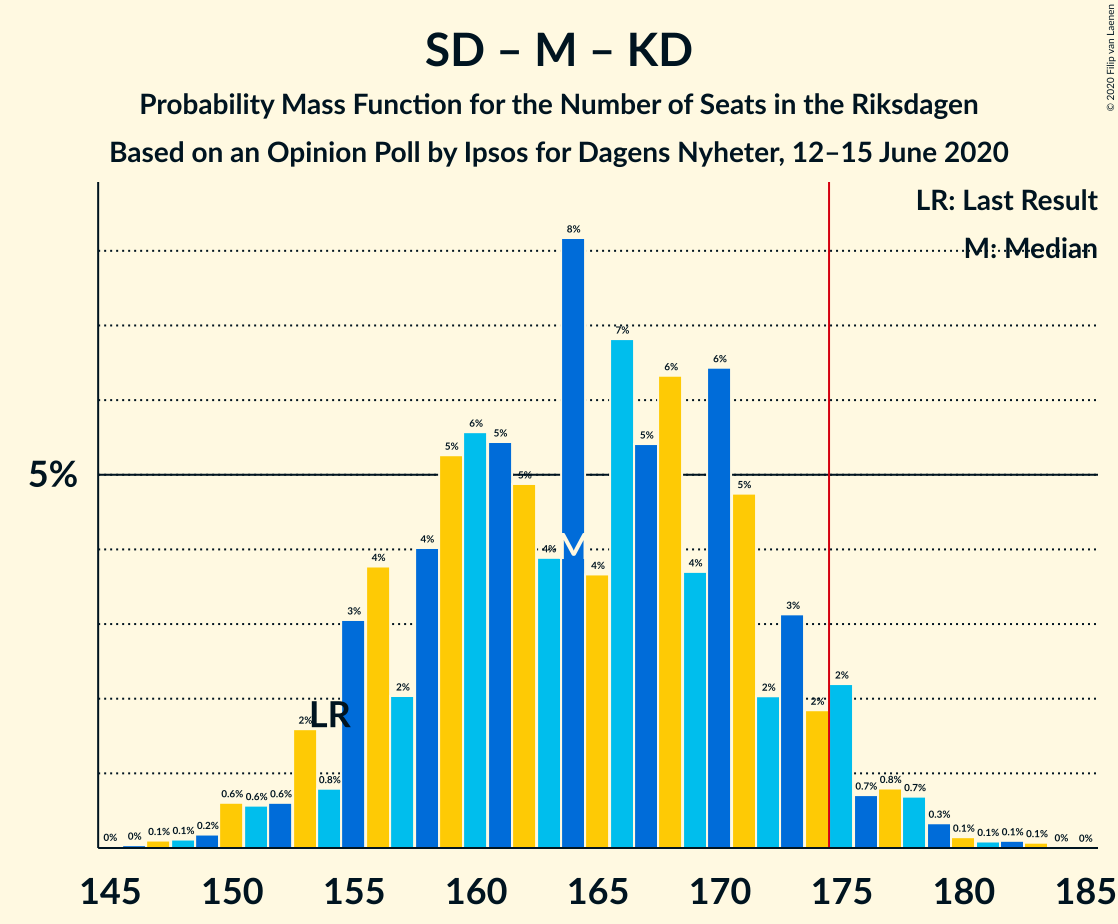 © 2020 Filip van Laenen
SD – M – KD
Probability Mass Function for the Number of Seats in the Riksdagen
Based on an Opinion Poll by Ipsos for Dagens Nyheter, 12–15 June 2020
LR: Last Result
M: Median
5%
0% 0% 0.1% 0.1% 0.2% 0.6% 0.6% 0.6% 2% 0.8% 3% 4% 2% 4% 5% 6% 5% 5% 4% 8% 4% 7% 5% 6% 4% 6% 5% 2% 3% 2% 2% 0.7% 0.8% 0.7% 0.3% 0.1% 0.1% 0.1% 0.1% 0% 0%
LR
M
145 150 155 160 165 170 175 180 185